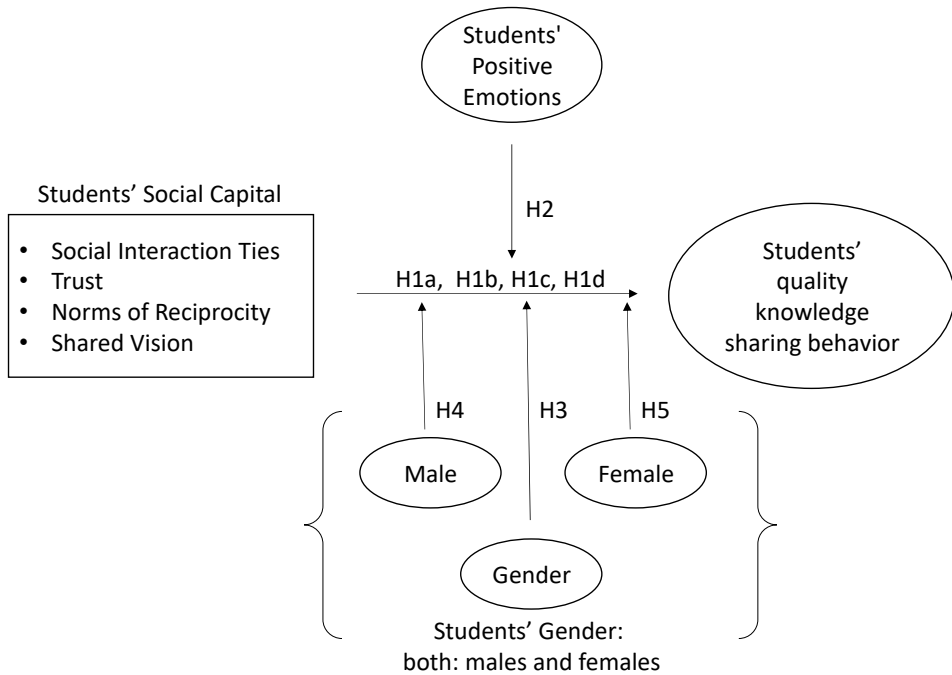 Students'
Positive
Emotions
Students’ Social Capital
H2
• Social Interaction Ties
• Trust
• Norms of Reciprocity
• Shared Vision
H1a, H1b, H1c, H1d
Students’
quality
knowledge
sharing behavior
H4
H3
H5
Male
Female
Gender
Students’ Gender:
both: males and females